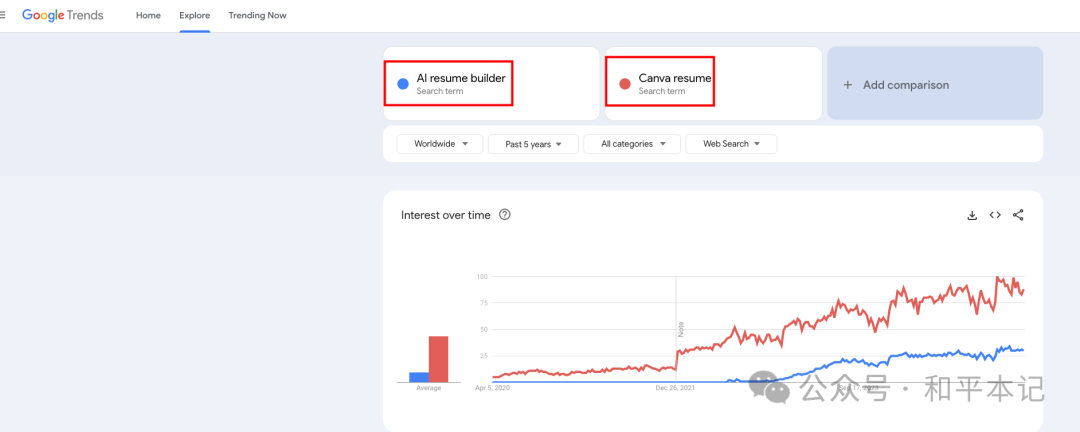 Google Trends Home Explore Trending Now
AI resume builder
Search term
Canva resume
Search term
+ Add comparison
Worldwide
Past 5 years
All categories
Web Search
Interest over time
100
75
50
25
Note
Average
Apr 5, 2020
Dec 26, 2021
公众号 · 和平本记